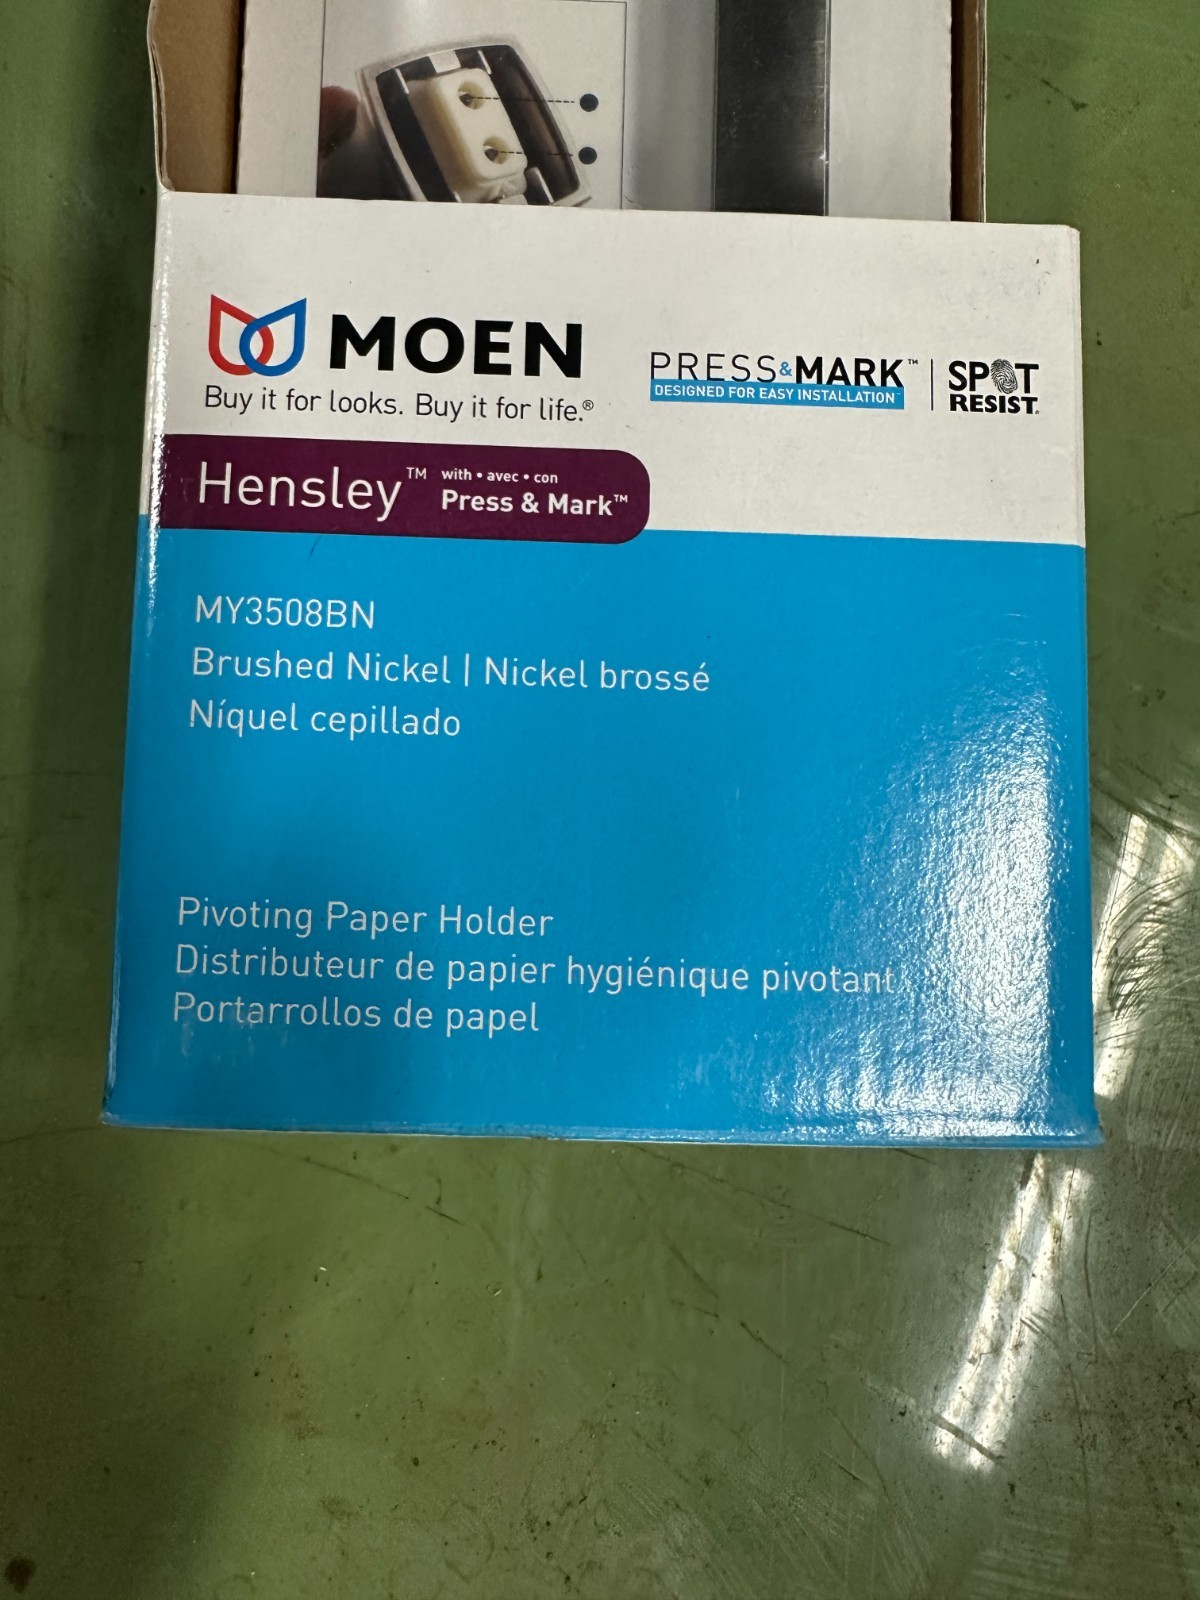 MOEN
Buy it for looks. Buy it for life.®
PRESS&MARK™
DESIGNED FOR EASY INSTALLATION™
SPOT
RESIST®
Hensley™ with • avec • con
Press & Mark™
MY3508BN
Brushed Nickel | Nickel brossé
Níquel cepillado
Pivoting Paper Holder
Distributeur de papier hygiénique pivotant
Portarrollos de papel